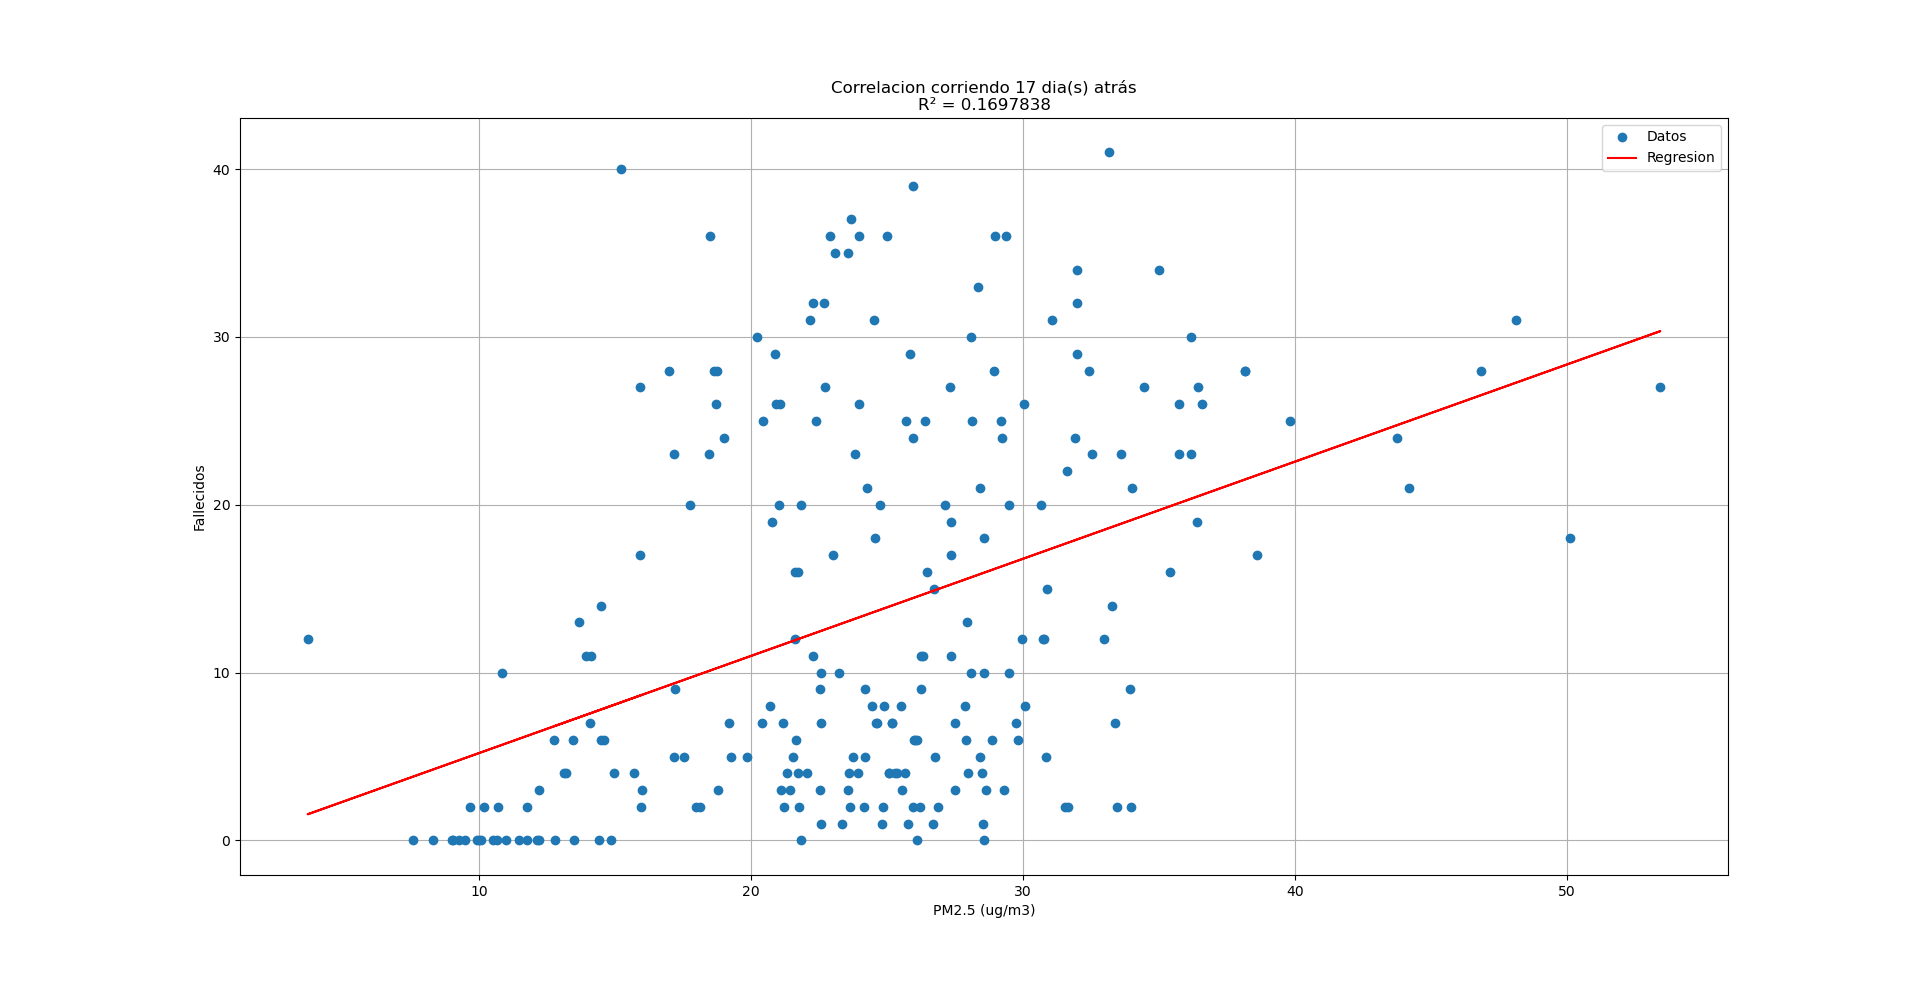 Correlacion corriendo 17 dia(s) atrás
R² = 0.1697838
Datos
Regresion
Fallecidos
40
30
20
10
0
10
20
30
40
50
PM2.5 (ug/m3)